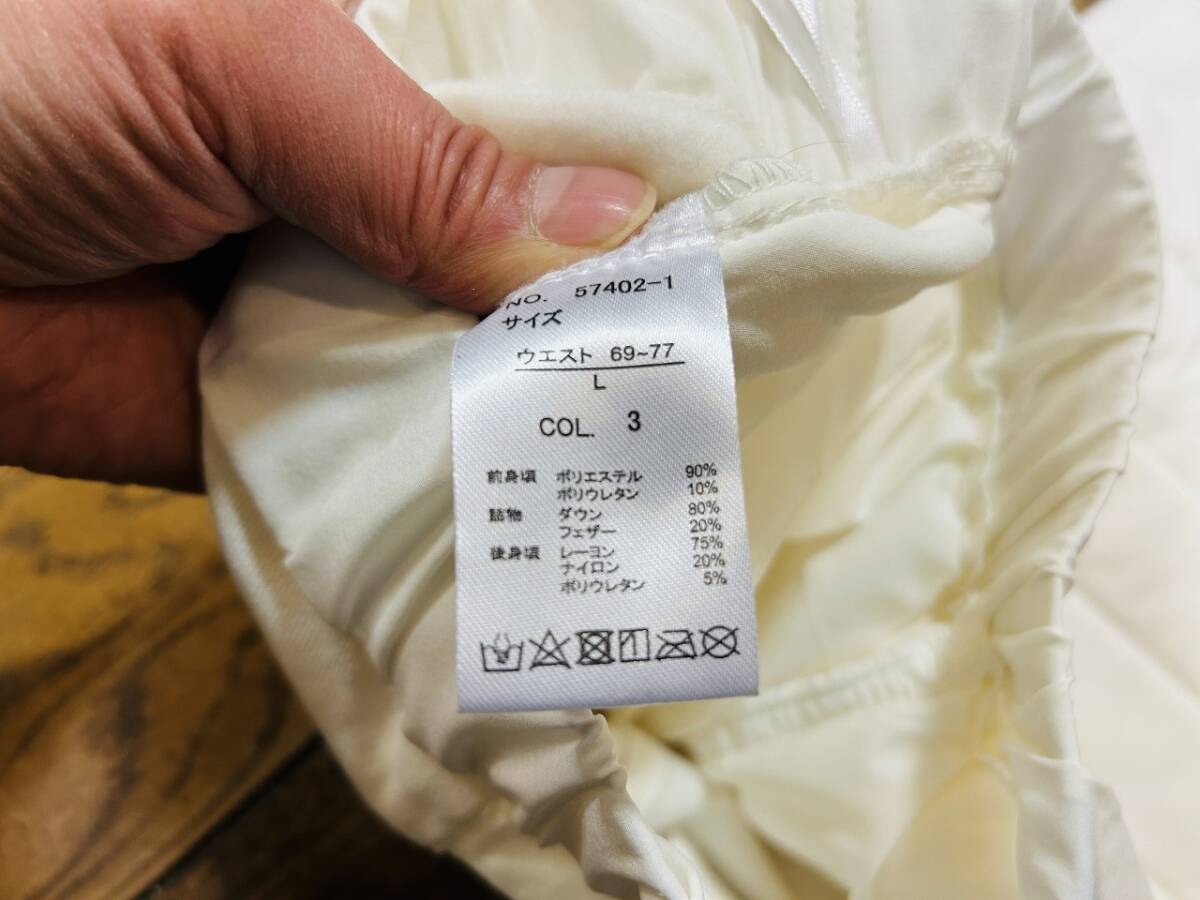 NO. 57402-1
サイズ
ウエスト 69~77
L
COL. 3
前身頃 ポリエステル 90%
ポリウレタン 10%
詰物 ダウン 80%
フェザー 20%
後身頃 レーヨン 75%
ナイロン 20%
ポリウレタン 5%